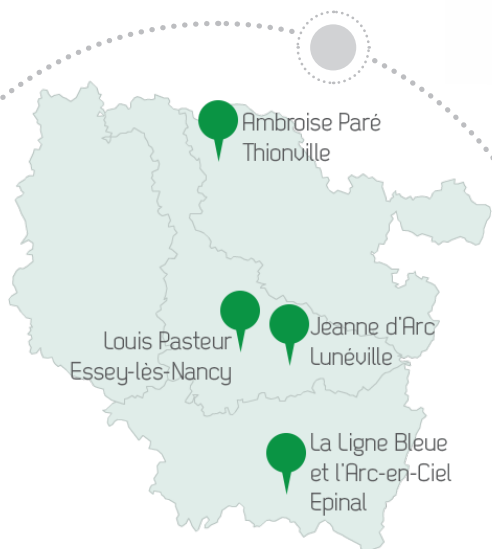 Ambroise Paré
Thionville
Louis Pasteur
Essey-lès-Nancy
Jeanne d'Arc
Lunéville
La Ligne Bleue
et l'Arc-en-Ciel
Epinal